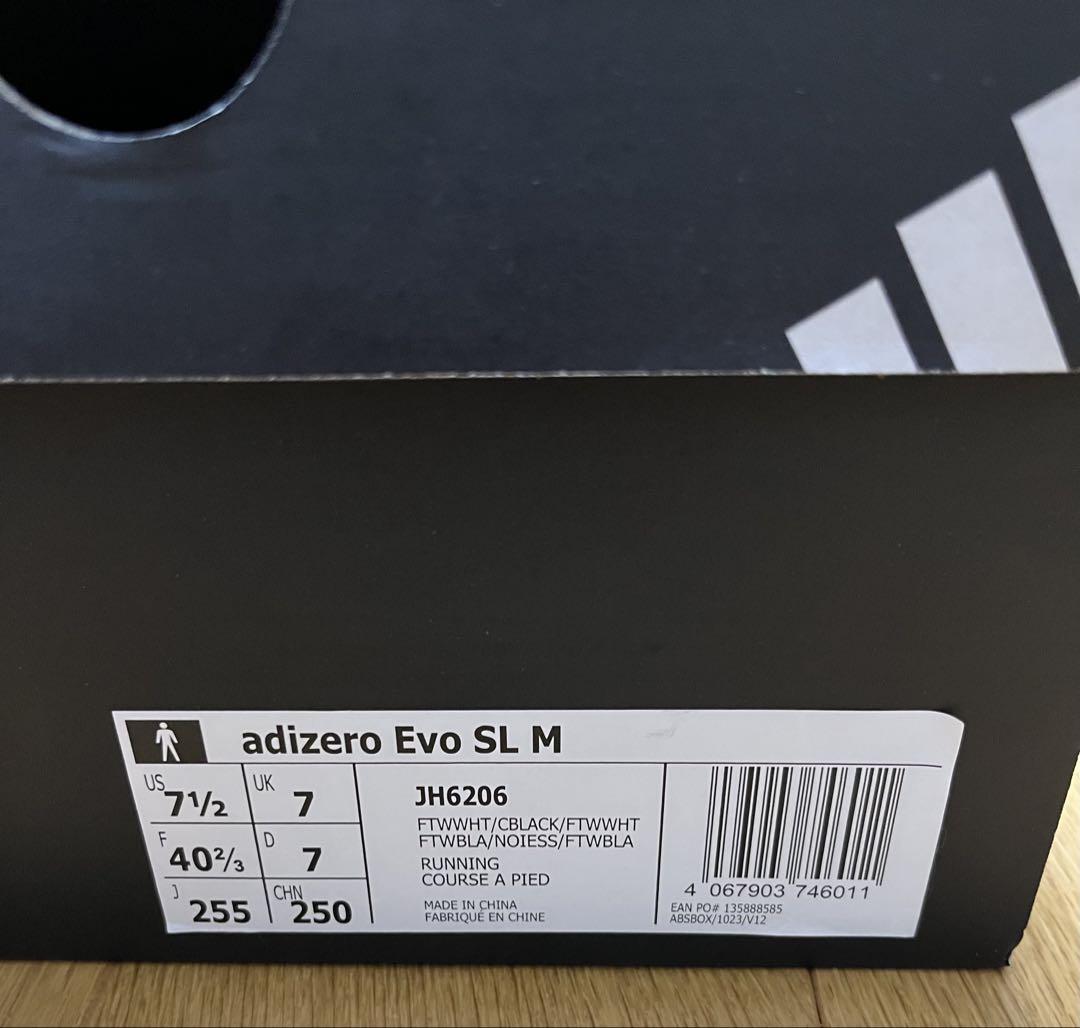 adizero Evo SL M
US 7½ UK 7
F 40⅔ D 7
J 255 CHN 250
JH6206
FTWWHT/CBLACK/FTWWHT
FTWBLA/NOIESS/FTWBLA
RUNNING
COURSE A PIED
MADE IN CHINA
FABRIQUÉ EN CHINE
4 067903 746011
EAN PO# 135888585
ABSBOX/1023/V12